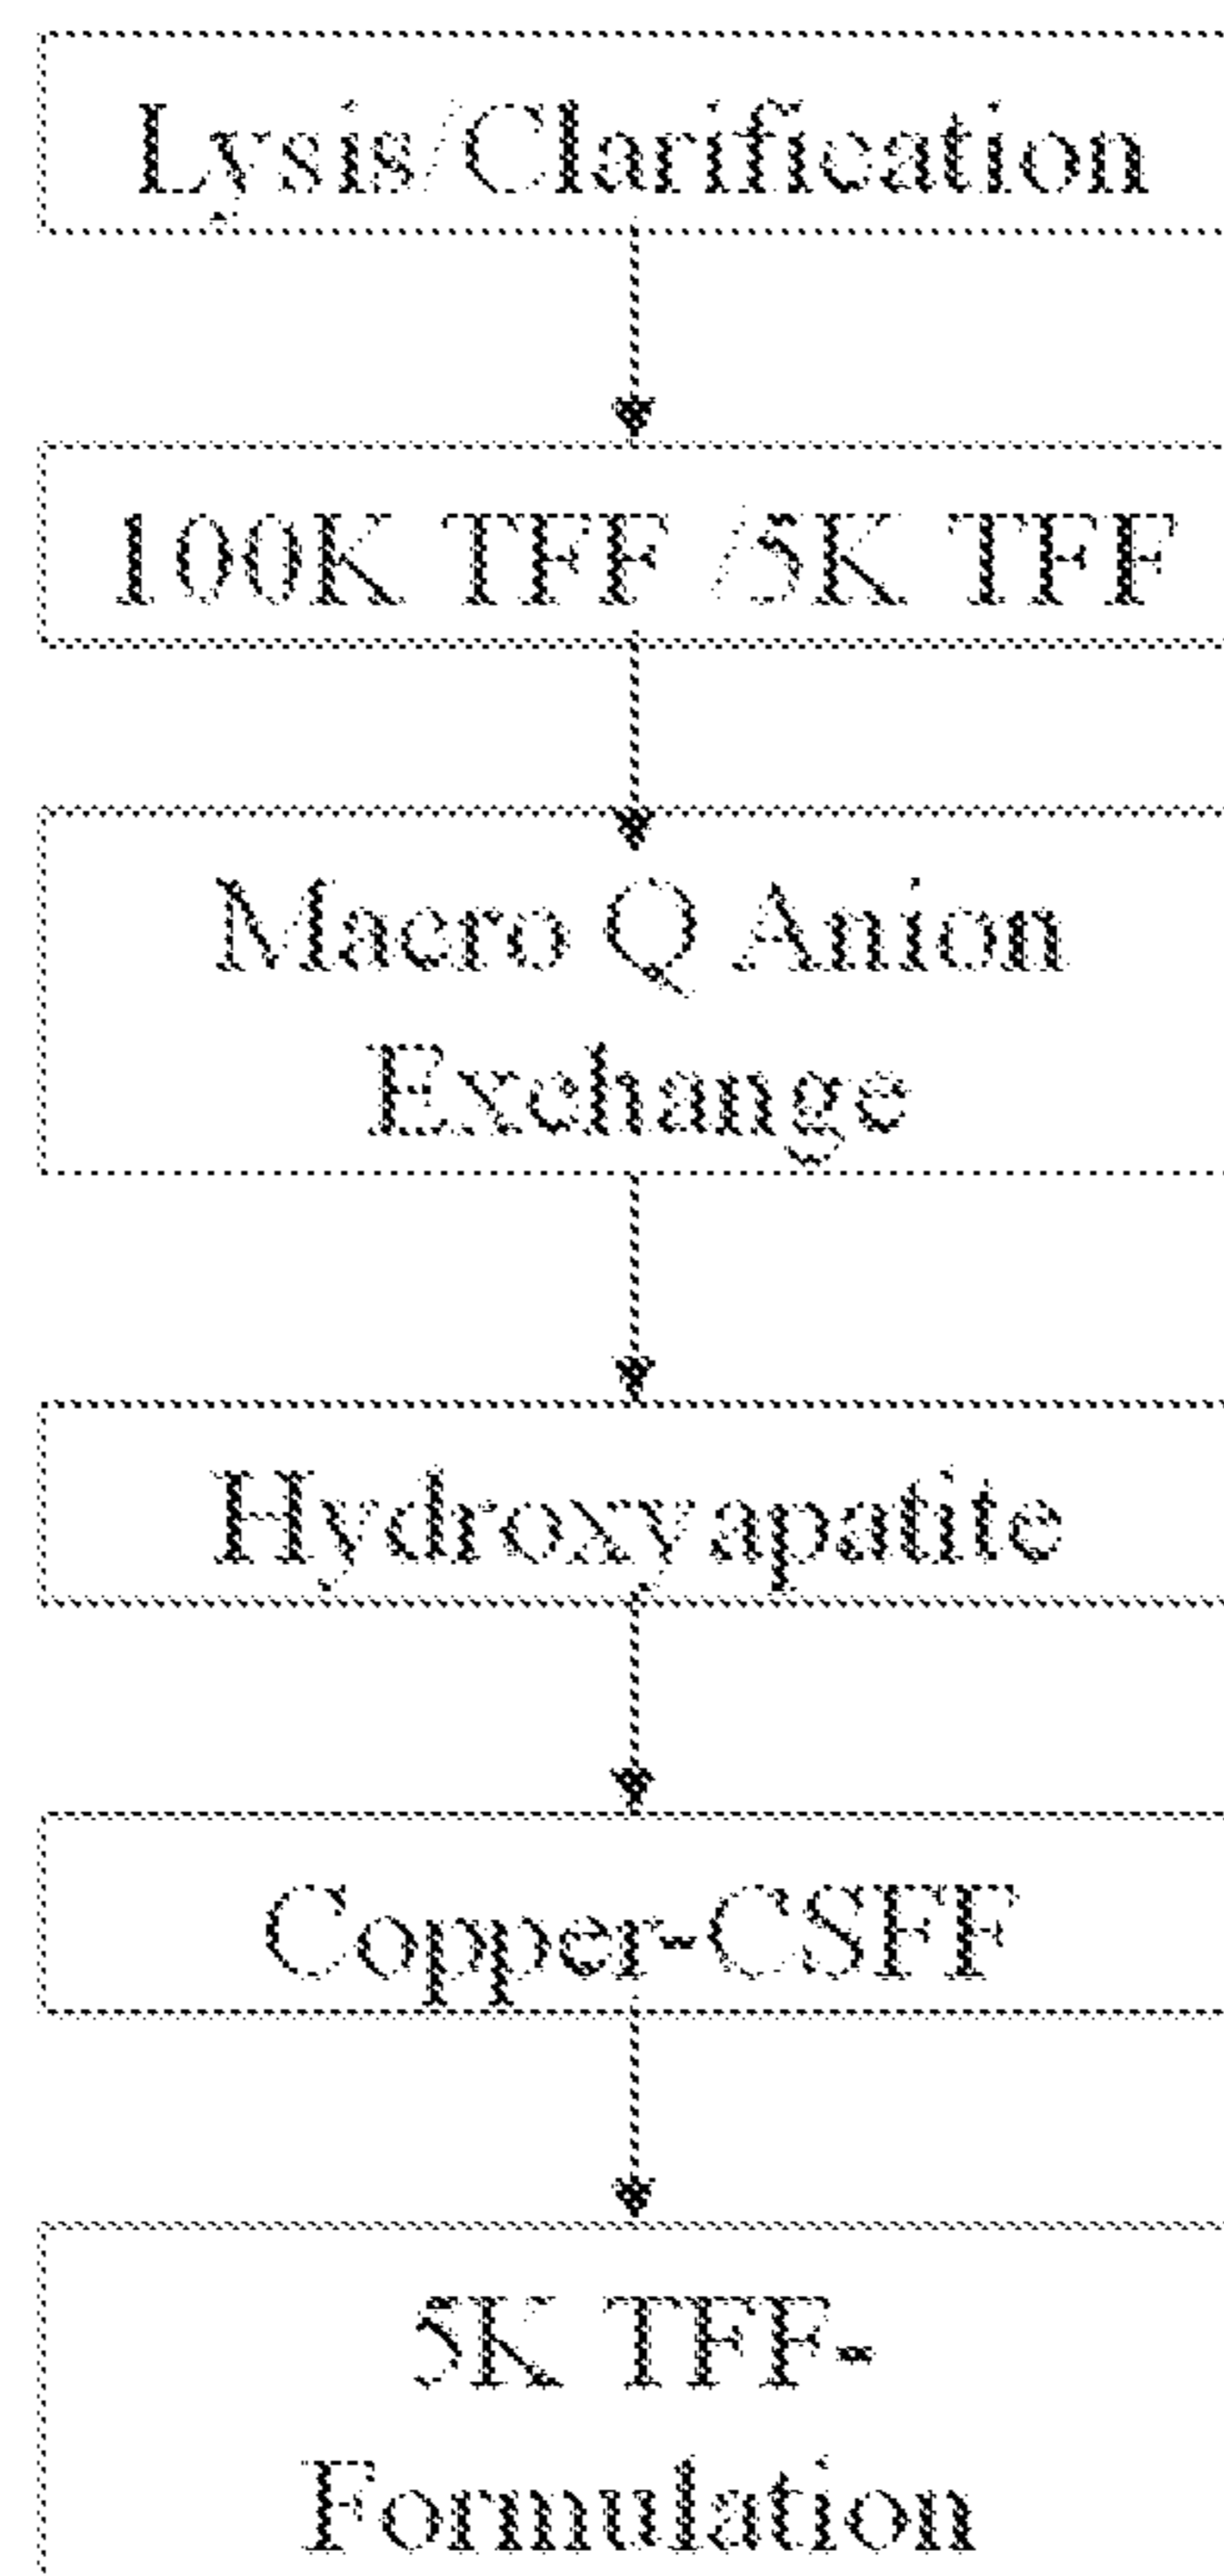 Lysis/Clarification
100K TFF /5K TFF
Macro Q Anion
Exchange
Hydroxyapatite
Copper-CSFF
5K TFF-
Formulation